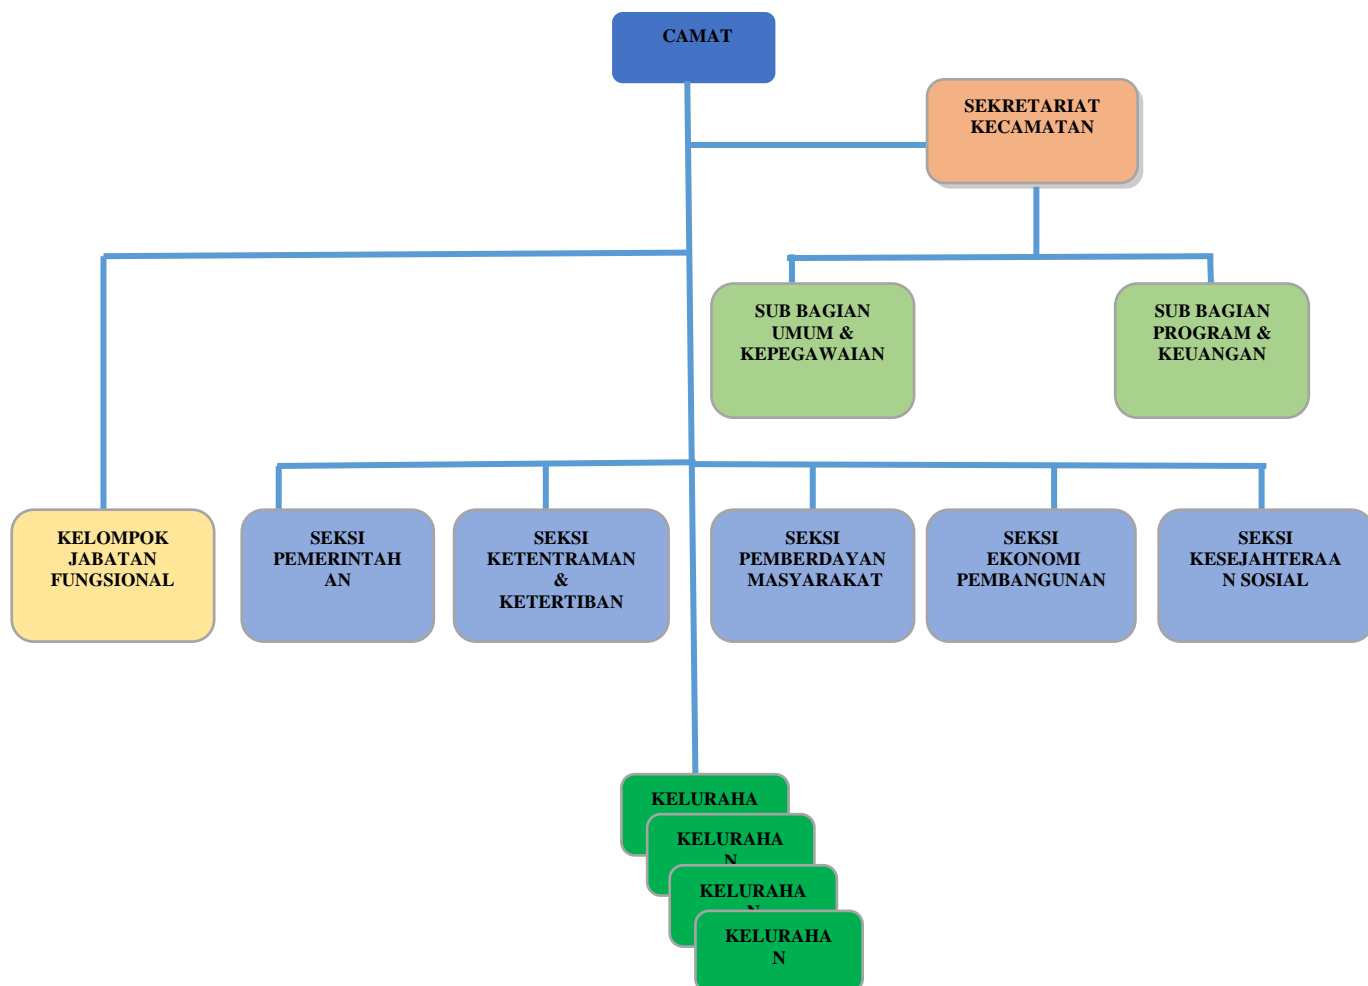 CAMAT
SEKRETARIAT
KECAMATAN
SUB BAGIAN
UMUM &
KEPEGAWAIAN
SUB BAGIAN
PROGRAM &
KEUANGAN
KELOMPOK
JABATAN
FUNGSIONAL
SEKSI
PEMERINTAH
AN
SEKSI
KETENTRAMAN
&
KETERTIBAN
SEKSI
PEMBERDAYAN
MASYARAKAT
SEKSI
EKONOMI
PEMBANGUNAN
SEKSI
KESEJAHTERAA
N SOSIAL
KELURAHA
KELURAHA
N
KELURAHA
N
KELURAHA
N